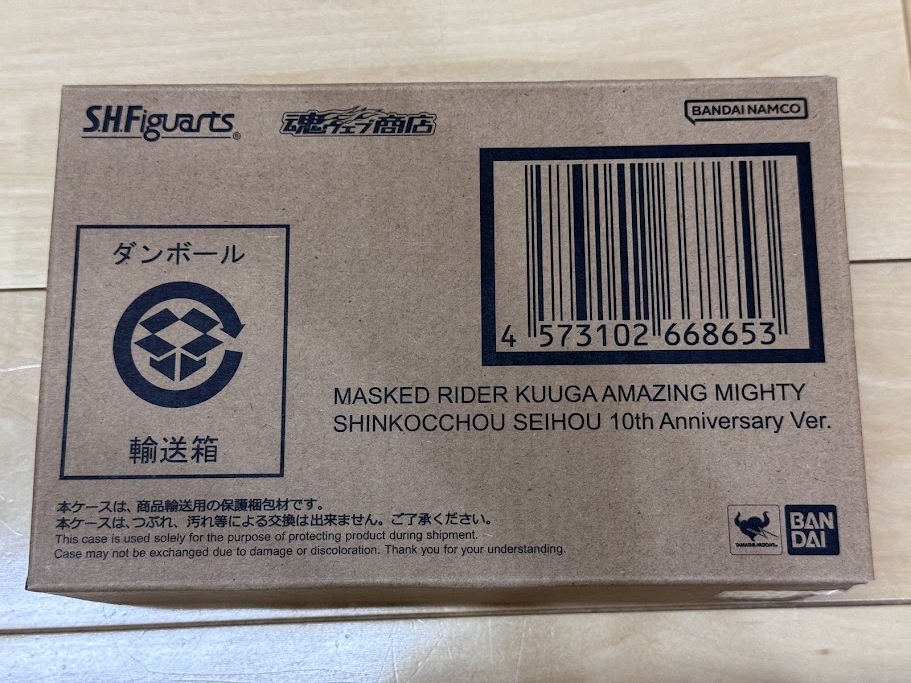 S.H.Figuarts®
魂ウェブ商店
BANDAI NAMCO
ダンボール
輸送箱
4 573102 668653
MASKED RIDER KUUGA AMAZING MIGHTY
SHINKOCCHOU SEIHOU 10th Anniversary Ver.
本ケースは、商品輸送用の保護梱包材です。
本ケースは、つぶれ、汚れ等による交換は出来ません。ご了承ください。
This case is used solely for the purpose of protecting product during shipment.
Case may not be exchanged due to damage or discoloration. Thank you for your understanding.
TAMASHII NATIONS
BAN
DAI